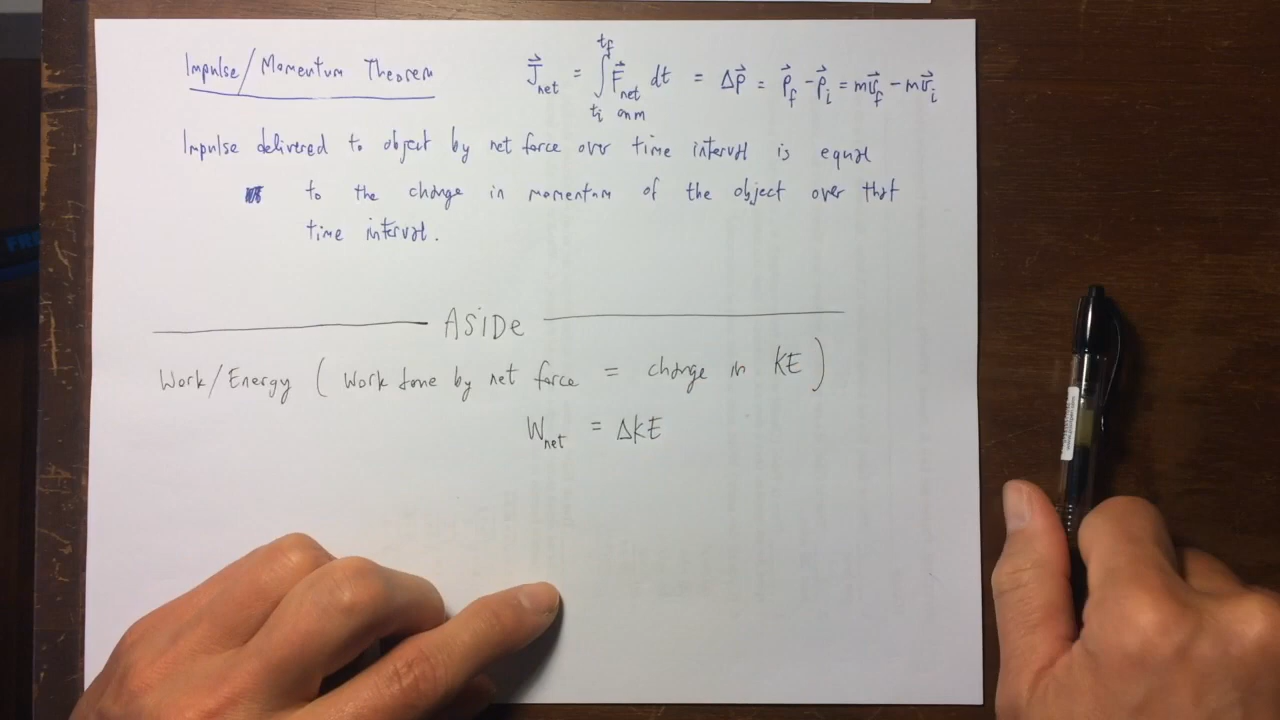 Impulse/Momentum Theorem J⃗net = ∫ti^tf F⃗net on m dt = Δp⃗ = p⃗f - p⃗i = mv⃗f - mv⃗i
Impulse delivered to object by net force over time interval is equal
to the change in momentum of the object over that
time interval.
ASIDe
Work/Energy (Work done by net force = change in KE)
Wnet = ΔKE